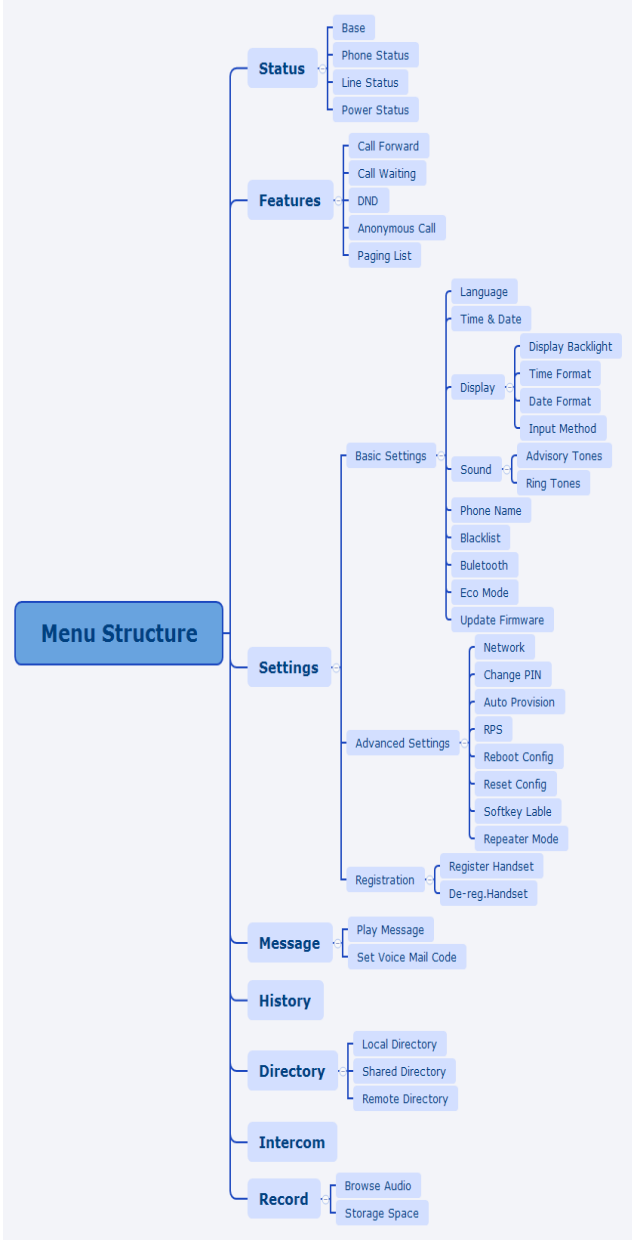 Menu Structure
Status
Base
Phone Status
Line Status
Power Status
Features
Call Forward
Call Waiting
DND
Anonymous Call
Paging List
Settings
Basic Settings
Language
Time & Date
Display
Display Backlight
Time Format
Date Format
Input Method
Sound
Advisory Tones
Ring Tones
Phone Name
Blacklist
Buletooth
Eco Mode
Update Firmware
Advanced Settings
Network
Change PIN
Auto Provision
RPS
Reboot Config
Reset Config
Softkey Lable
Repeater Mode
Registration
Register Handset
De-reg.Handset
Message
Play Message
Set Voice Mail Code
History
Directory
Local Directory
Shared Directory
Remote Directory
Intercom
Record
Browse Audio
Storage Space